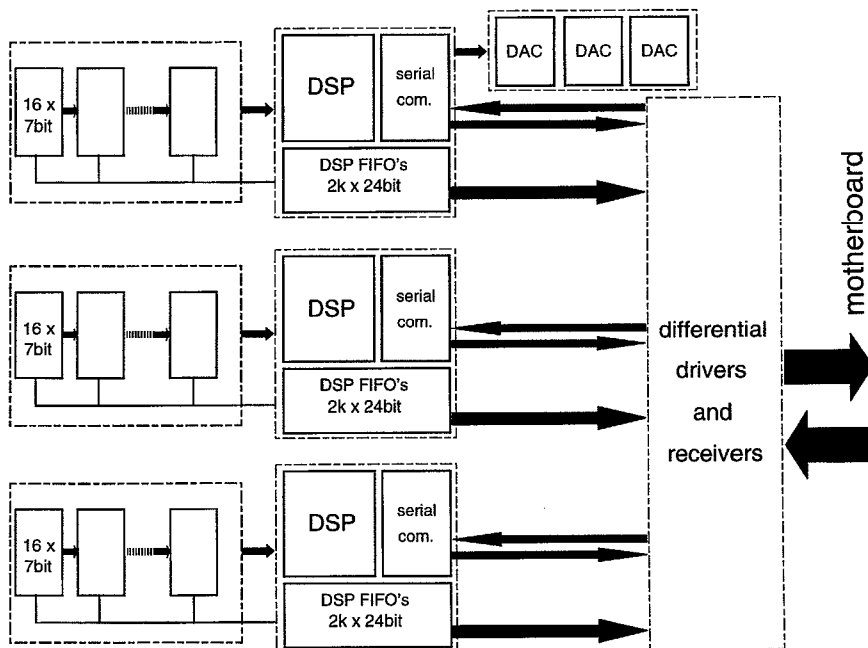 DSP
serial
com.
DAC DAC DAC
16 x
7bit
DSP FIFO's
2k x 24bit
motherboard
DSP
serial
com.
16 x
7bit
DSP FIFO's
2k x 24bit
differential
drivers
and
receivers
DSP
serial
com.
16 x
7bit
DSP FIFO's
2k x 24bit